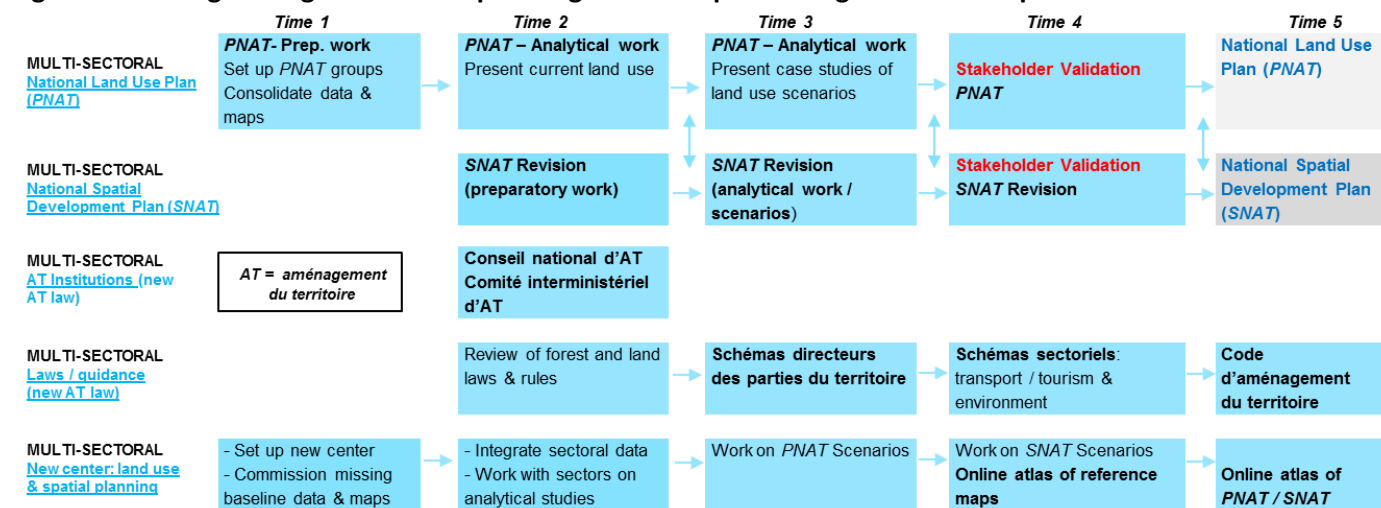 Time 1
Time 2
Time 3
Time 4
Time 5
MULTI-SECTORAL
National Land Use Plan
(PNAT)
PNAT- Prep. work
Set up PNAT groups
Consolidate data &
maps
PNAT – Analytical work
Present current land use
PNAT – Analytical work
Present case studies of
land use scenarios
Stakeholder Validation
PNAT
National Land Use
Plan (PNAT)
MULTI-SECTORAL
National Spatial
Development Plan (SNAT)
SNAT Revision
(preparatory work)
SNAT Revision
(analytical work /
scenarios)
Stakeholder Validation
SNAT Revision
National Spatial
Development Plan
(SNAT)
MULTI-SECTORAL
AT Institutions (new
AT law)
AT = aménagement
du territoire
Conseil national d'AT
Comité interministériel
d'AT
MULTI-SECTORAL
Laws / guidance
(new AT law)
Review of forest and land
laws & rules
Schémas directeurs
des parties du territoire
Schémas sectoriels:
transport / tourism &
environment
Code
d'aménagement
du territoire
MULTI-SECTORAL
New center: land use
& spatial planning
- Set up new center
- Commission missing
baseline data & maps
- Integrate sectoral data
- Work with sectors on
analytical studies
Work on PNAT Scenarios
Work on SNAT Scenarios
Online atlas of reference
maps
Online atlas of
PNAT / SNAT